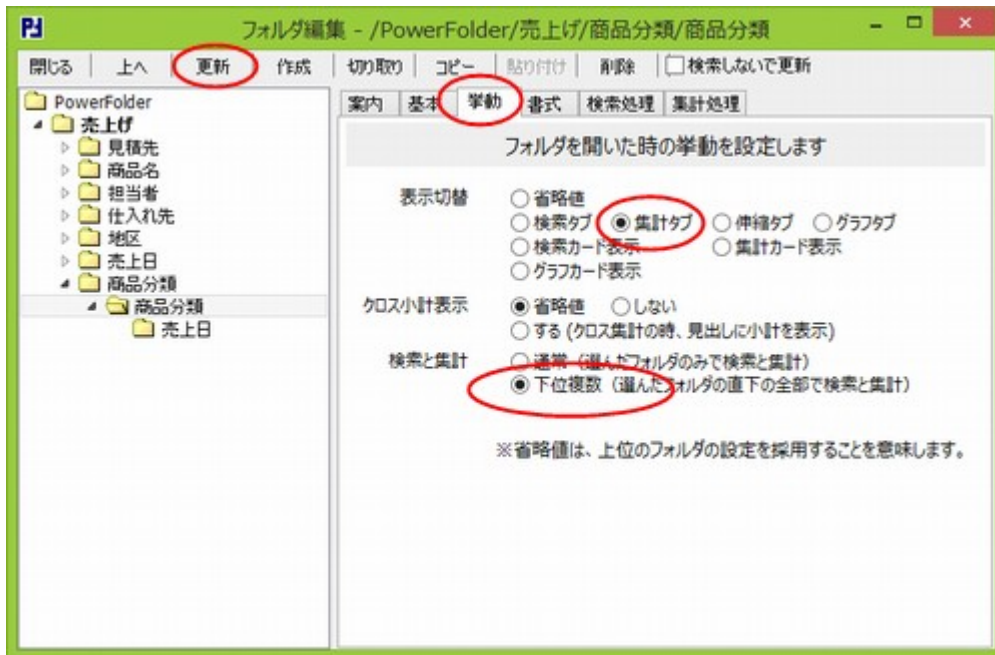 フォルダ編集 - /PowerFolder/売上げ/商品分類/商品分類
閉じる 上へ 更新 作成 切り取り コピー 貼り付け 削除 検索しないで更新
PowerFolder
売上げ
見積先
商品名
担当者
仕入れ先
地区
売上日
商品分類
商品分類
売上日
案内 基本 挙動 書式 検索処理 集計処理
フォルダを開いた時の挙動を設定します
表示切替 省略値
検索タブ 集計タブ 伸縮タブ グラフタブ
検索カード表示 集計カード表示
グラフカード表示
クロス小計表示 省略値 しない
する (クロス集計の時、見出しに小計を表示)
検索と集計 通常 (選んだフォルダのみで検索と集計)
下位複数 (選んだフォルダの直下の全部で検索と集計)
※省略値は、上位のフォルダの設定を採用することを意味します。